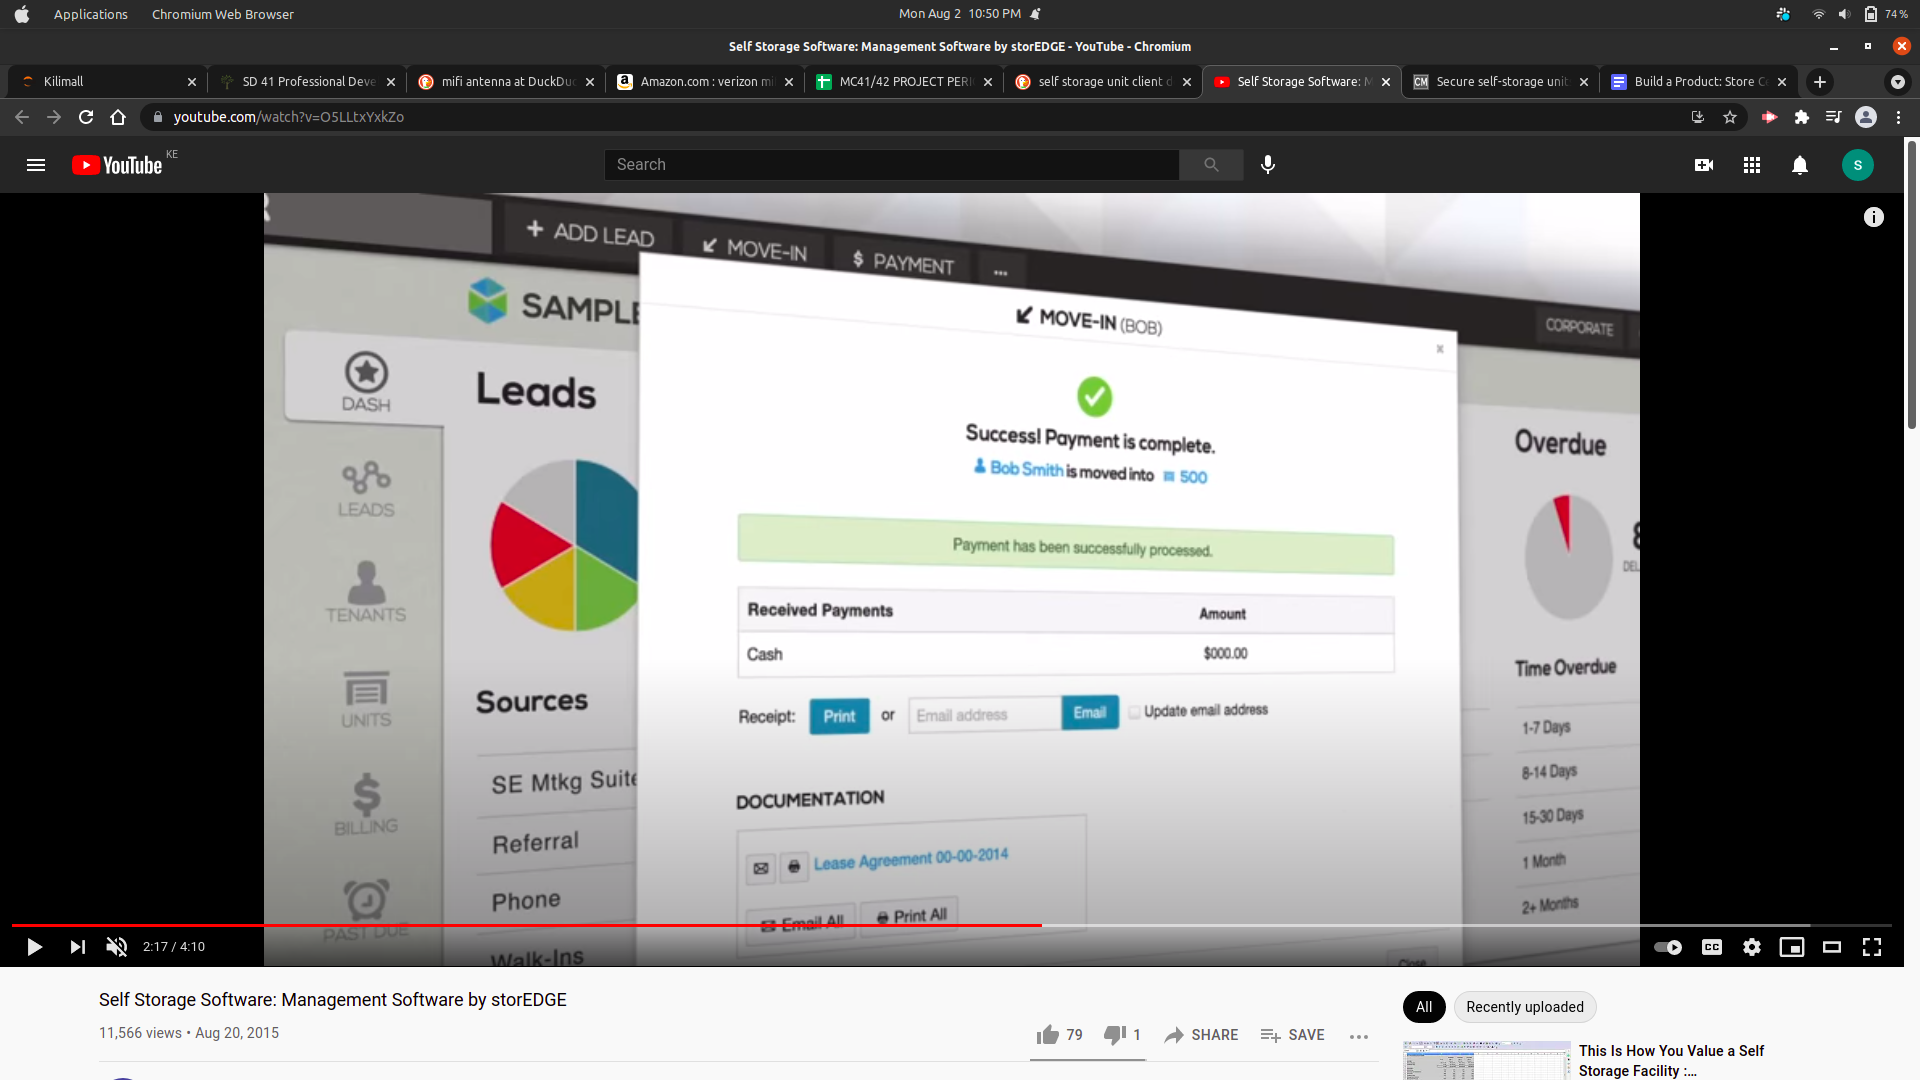 Applications Chromium Web Browser Mon Aug 2 10:50 PM 74 %
Self Storage Software: Management Software by storEDGE - YouTube - Chromium
Kilimall SD 41 Professional Deve mifi antenna at DuckDuc Amazon.com : verizon mi MC41/42 PROJECT PERI self storage unit client d Self Storage Software: M CM Secure self-storage unit Build a Product: Store C
youtube.com/watch?v=O5LLtxYxkZo
YouTube KE
Search
S
+ ADD LEAD
MOVE-IN
$ PAYMENT
...
CORPORATE
SAMPLE
MOVE-IN (BOB)
x
DASH
LEADS
TENANTS
UNITS
BILLING
PAST DUE
Leads
Sources
SE Mtkg Suite
Referral
Phone
Walk-Ins
Success! Payment is complete.
Bob Smith is moved into 500
Payment has been successfully processed.
Received Payments Amount
Cash $000.00
Receipt: Print or Email address Email Update email address
DOCUMENTATION
Lease Agreement 00-00-2014
Email All Print All
Close
Overdue
Time Overdue
1-7 Days
8-14 Days
15-30 Days
1 Month
2+ Months
2:17 / 4:10
CC
Self Storage Software: Management Software by storEDGE
11,566 views • Aug 20, 2015
79 1 SHARE SAVE ...
All Recently uploaded
This Is How You Value a Self
Storage Facility :...